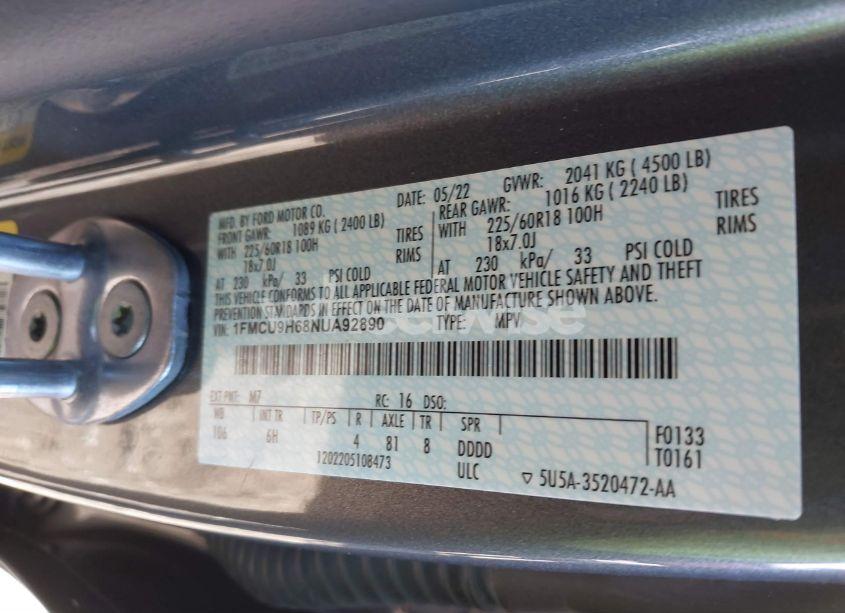 MFD. BY FORD MOTOR CO.
DATE: 05/22 GVWR: 2041 KG ( 4500 LB)
FRONT GAWR: 1089 KG ( 2400 LB) REAR GAWR: 1016 KG ( 2240 LB)
WITH 225/60R18 100H TIRES WITH 225/60R18 100H TIRES
18x7.0J RIMS 18x7.0J RIMS
AT 230 kPa/ 33 PSI COLD AT 230 kPa/ 33 PSI COLD
THIS VEHICLE CONFORMS TO ALL APPLICABLE FEDERAL MOTOR VEHICLE SAFETY AND THEFT
PREVENTION STANDARDS IN EFFECT ON THE DATE OF MANUFACTURE SHOWN ABOVE.
VIN: 1FMCU9H68NUA92890 TYPE: MPV
EXT PNT: M7 RC: 16 DSO:
WB INT TR TP/PS R AXLE TR SPR
106 6H 4 81 8 DDDD
F0133
T0161
1202205108473 ULC
▽ 5U5A-3520472-AA